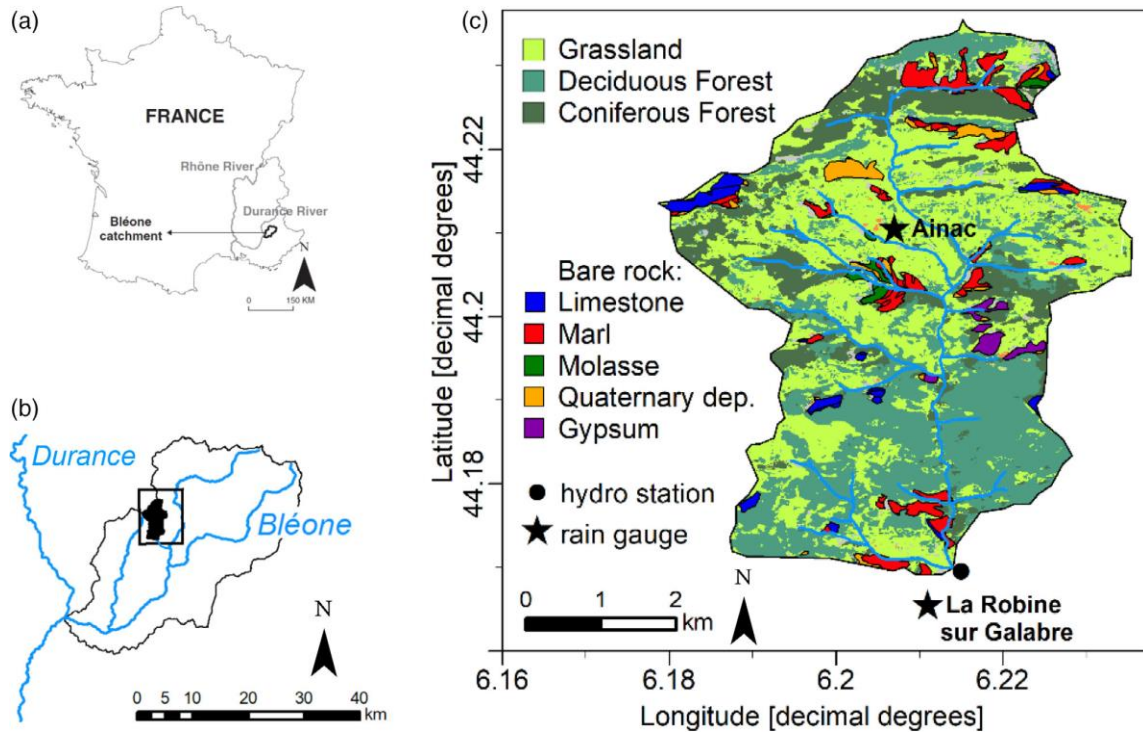 (a)
FRANCE
Rhône River
Durance River
Bléone
catchment
N
0 150 KM
(b)
Durance
Bléone
N
0 5 10 20 30 40
km
(c)
Grassland
Deciduous Forest
Coniferous Forest
Bare rock:
Limestone
Marl
Molasse
Quaternary dep.
Gypsum
hydro station
rain gauge
0 1 2
km
N
Ainac
La Robine
sur Galabre
Latitude [decimal degrees]
44.22
44.2
44.18
6.16 6.18 6.2 6.22
Longitude [decimal degrees]